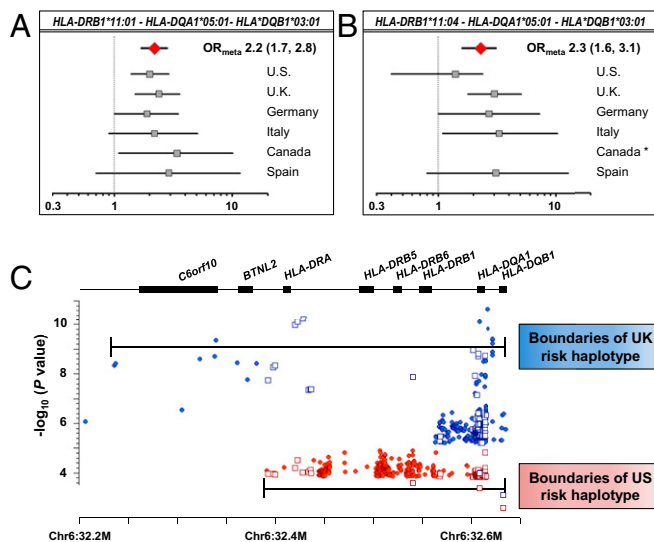 A
HLA-DRB1*11:01 - HLA-DQA1*05:01- HLA*DQB1*03:01
ORmeta 2.2 (1.7, 2.8)
U.S.
U.K.
Germany
Italy
Canada
Spain
0.3 1 10
B
HLA-DRB1*11:04 - HLA-DQA1*05:01 - HLA*DQB1*03:01
ORmeta 2.3 (1.6, 3.1)
U.S.
U.K.
Germany
Italy
Canada *
Spain
0.3 1 10
C
C6orf10
BTNL2
HLA-DRA
HLA-DRB5
HLA-DRB6
HLA-DRB1
HLA-DQA1
HLA-DQB1
-log10 (P value)
10
8
6
4
Boundaries of UK
risk haplotype
Boundaries of US
risk haplotype
Chr6:32.2M Chr6:32.4M Chr6:32.6M